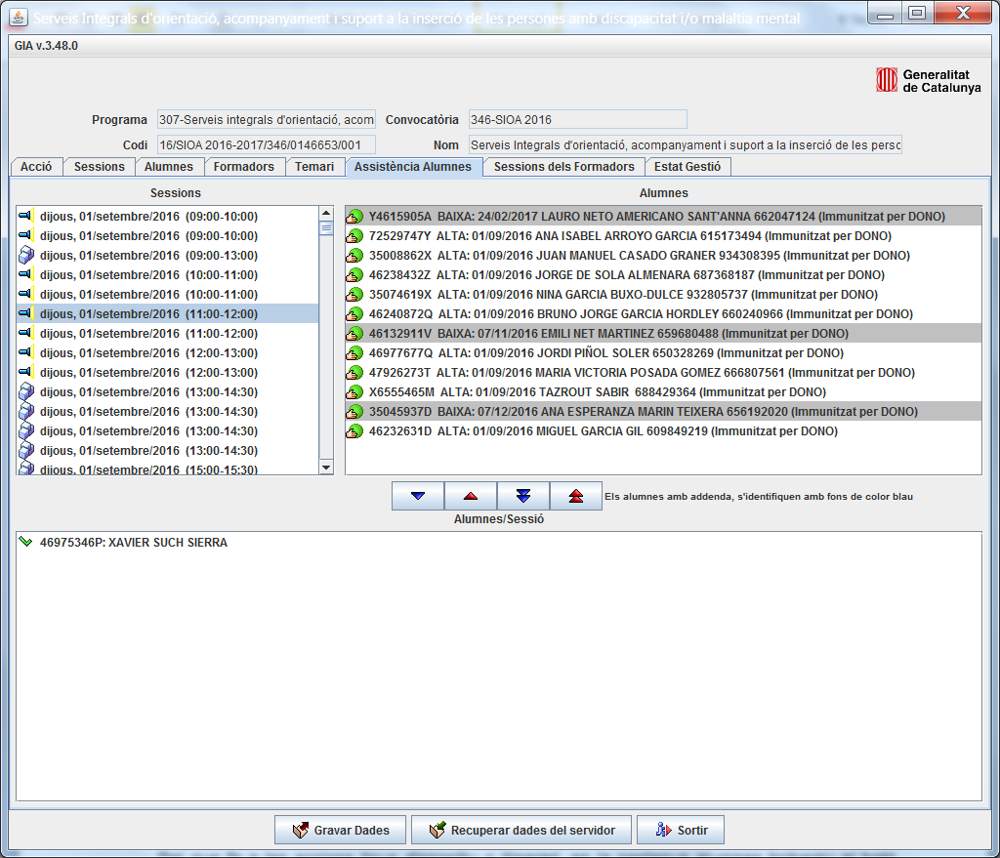 Serveis Integrals d'orientació, acompanyament i suport a la inserció de les persones amb discapacitat i/o malaltia mental
GIA v.3.48.0
Generalitat
de Catalunya
Programa 307-Serveis integrals d'orientació, acom Convocatòria 346-SIOA 2016
Codi 16/SIOA 2016-2017/346/0146653/001 Nom Serveis Integrals d'orientació, acompanyament i suport a la inserció de les persc
Acció Sessions Alumnes Formadors Temari Assistència Alumnes Sessions dels Formadors Estat Gestió
Sessions
dijous, 01/setembre/2016 (09:00-10:00)
dijous, 01/setembre/2016 (09:00-10:00)
dijous, 01/setembre/2016 (09:00-13:00)
dijous, 01/setembre/2016 (10:00-11:00)
dijous, 01/setembre/2016 (10:00-11:00)
dijous, 01/setembre/2016 (11:00-12:00)
dijous, 01/setembre/2016 (11:00-12:00)
dijous, 01/setembre/2016 (12:00-13:00)
dijous, 01/setembre/2016 (12:00-13:00)
dijous, 01/setembre/2016 (13:00-14:30)
dijous, 01/setembre/2016 (13:00-14:30)
dijous, 01/setembre/2016 (13:00-14:30)
dijous, 01/setembre/2016 (13:00-14:30)
dijous, 01/setembre/2016 (15:00-15:30)
Alumnes
Y4615905A BAIXA: 24/02/2017 LAURO NETO AMERICANO SANT'ANNA 662047124 (Immunitzat per DONO)
72529747Y ALTA: 01/09/2016 ANA ISABEL ARROYO GARCIA 615173494 (Immunitzat per DONO)
35008862X ALTA: 01/09/2016 JUAN MANUEL CASADO GRANER 934308395 (Immunitzat per DONO)
46238432Z ALTA: 01/09/2016 JORGE DE SOLA ALMENARA 687368187 (Immunitzat per DONO)
35074619X ALTA: 01/09/2016 NINA GARCIA BUXO-DULCE 932805737 (Immunitzat per DONO)
46240872Q ALTA: 01/09/2016 BRUNO JORGE GARCIA HORDLEY 660240966 (Immunitzat per DONO)
46132911V BAIXA: 07/11/2016 EMILI NET MARTINEZ 659680488 (Immunitzat per DONO)
46977677Q ALTA: 01/09/2016 JORDI PIÑOL SOLER 650328269 (Immunitzat per DONO)
47926273T ALTA: 01/09/2016 MARIA VICTORIA POSADA GOMEZ 666807561 (Immunitzat per DONO)
X6555465M ALTA: 01/09/2016 TAZROUT SABIR 688429364 (Immunitzat per DONO)
35045937D BAIXA: 07/12/2016 ANA ESPERANZA MARIN TEIXERA 656192020 (Immunitzat per DONO)
46232631D ALTA: 01/09/2016 MIGUEL GARCIA GIL 609849219 (Immunitzat per DONO)
Els alumnes amb addenda, s'identifiquen amb fons de color blau
Alumnes/Sessió
46975346P: XAVIER SUCH SIERRA
Gravar Dades Recuperar dades del servidor Sortir